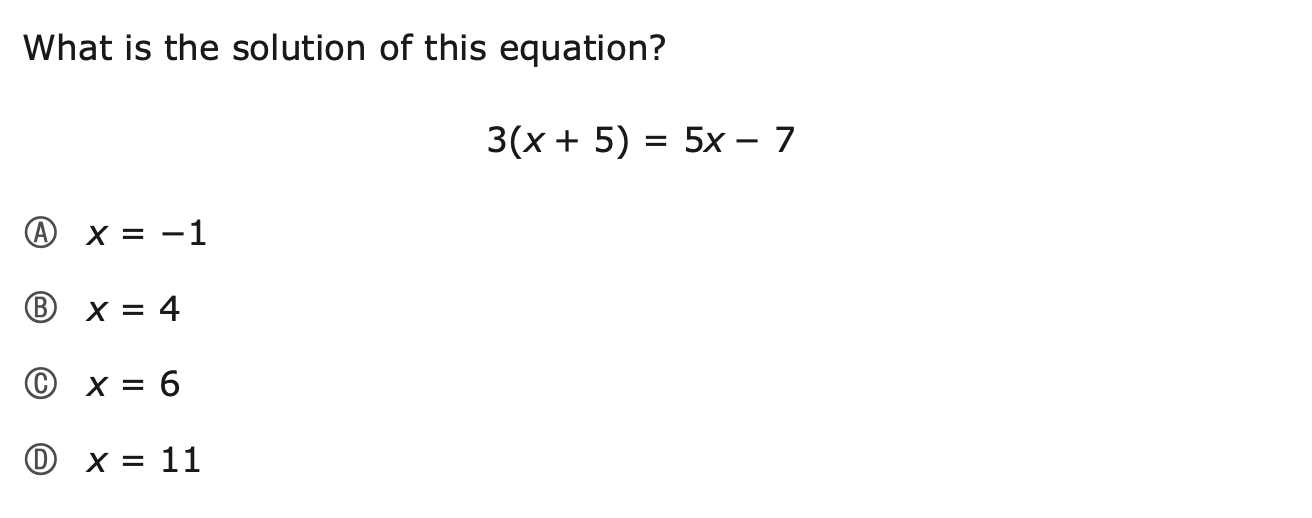 What is the solution of this equation?
3(x + 5) = 5x − 7
Ⓐ x = −1
Ⓑ x = 4
Ⓒ x = 6
Ⓓ x = 11